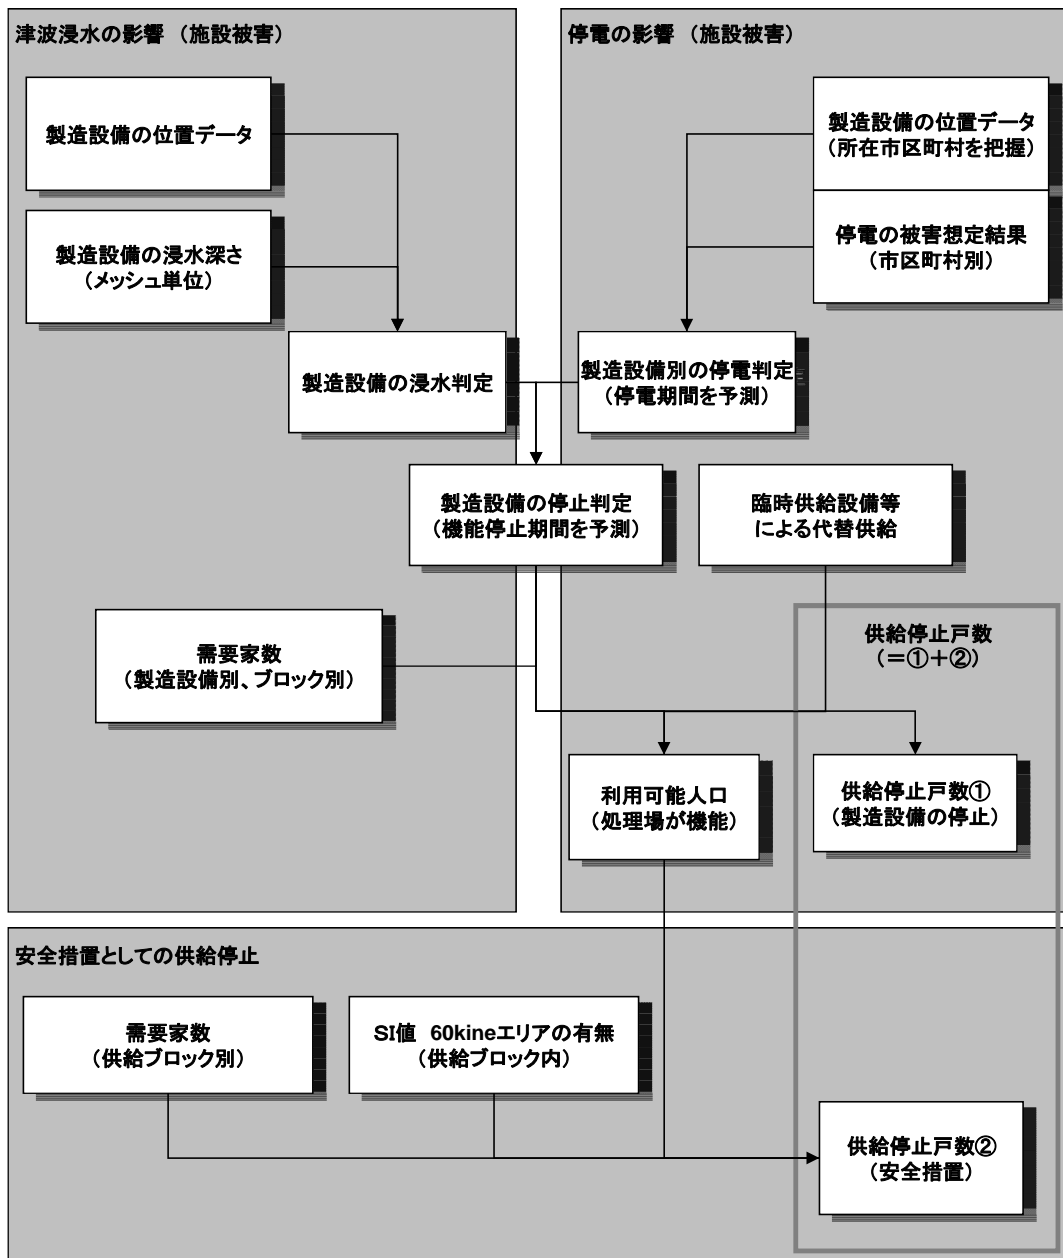 津波浸水の影響 （施設被害）
製造設備の位置データ
製造設備の浸水深さ
（メッシュ単位）
製造設備の浸水判定
停電の影響 （施設被害）
製造設備の位置データ
（所在市区町村を把握）
停電の被害想定結果
（市区町村別）
製造設備別の停電判定
（停電期間を予測）
製造設備の停止判定
（機能停止期間を予測）
臨時供給設備等
による代替供給
需要家数
（製造設備別、ブロック別）
供給停止戸数
（＝①＋②）
利用可能人口
（処理場が機能）
供給停止戸数①
（製造設備の停止）
安全措置としての供給停止
需要家数
（供給ブロック別）
SI値 60kineエリアの有無
（供給ブロック内）
供給停止戸数②
（安全措置）